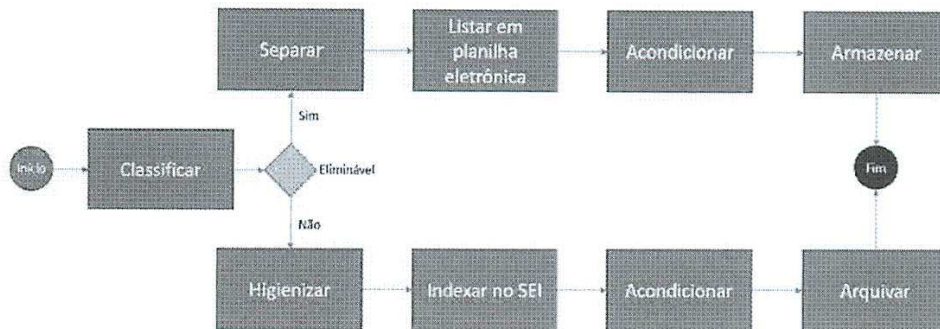 Separar
Listar em
planilha
eletrônica
Acondicionar
Armazenar
Sim
Início
Classificar
Eliminável
Fim
Não
Higienizar
Indexar no SEI
Acondicionar
Arquivar